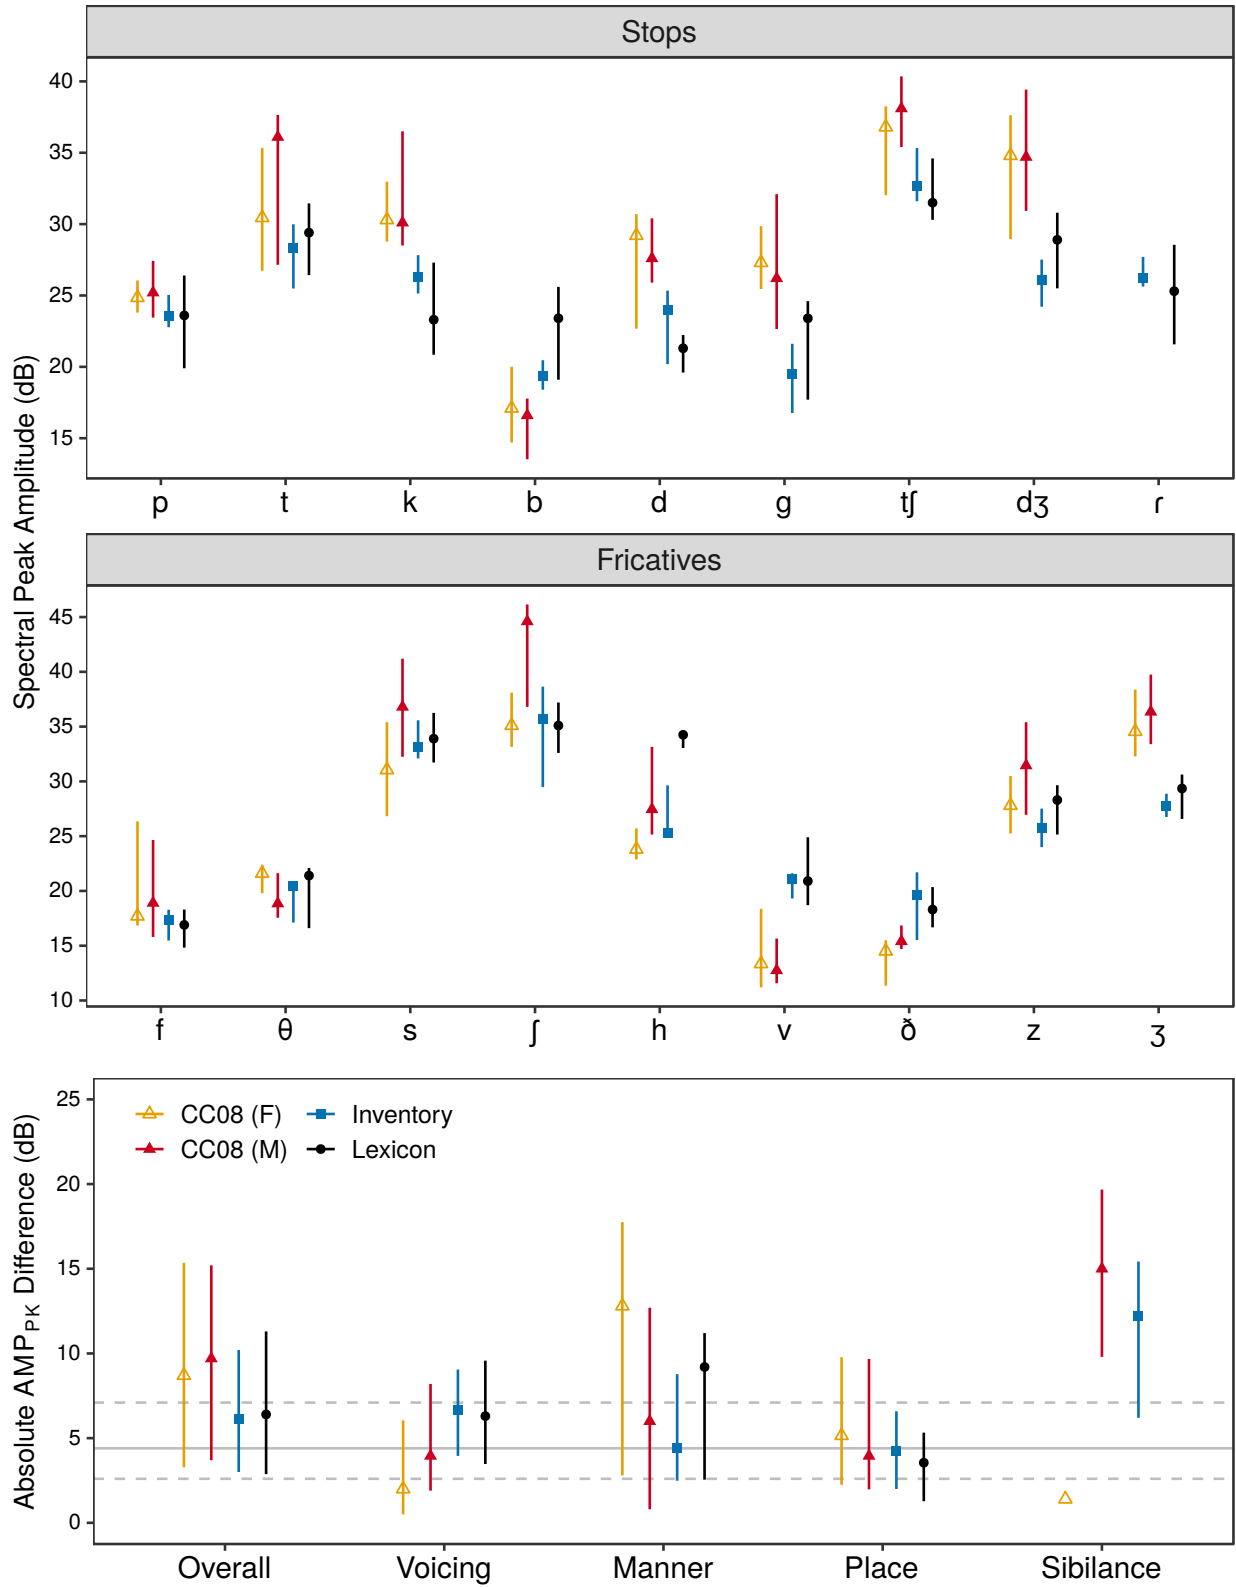 Stops
Spectral Peak Amplitude (dB)
40
35
30
25
20
15
p t k b d g tʃ dʒ ɾ
Fricatives
45
40
35
30
25
20
15
10
f θ s ʃ h v ð z ʒ
Absolute AMP_PK Difference (dB)
25
20
15
10
5
0
CC08 (F) Inventory
CC08 (M) Lexicon
Overall Voicing Manner Place Sibilance